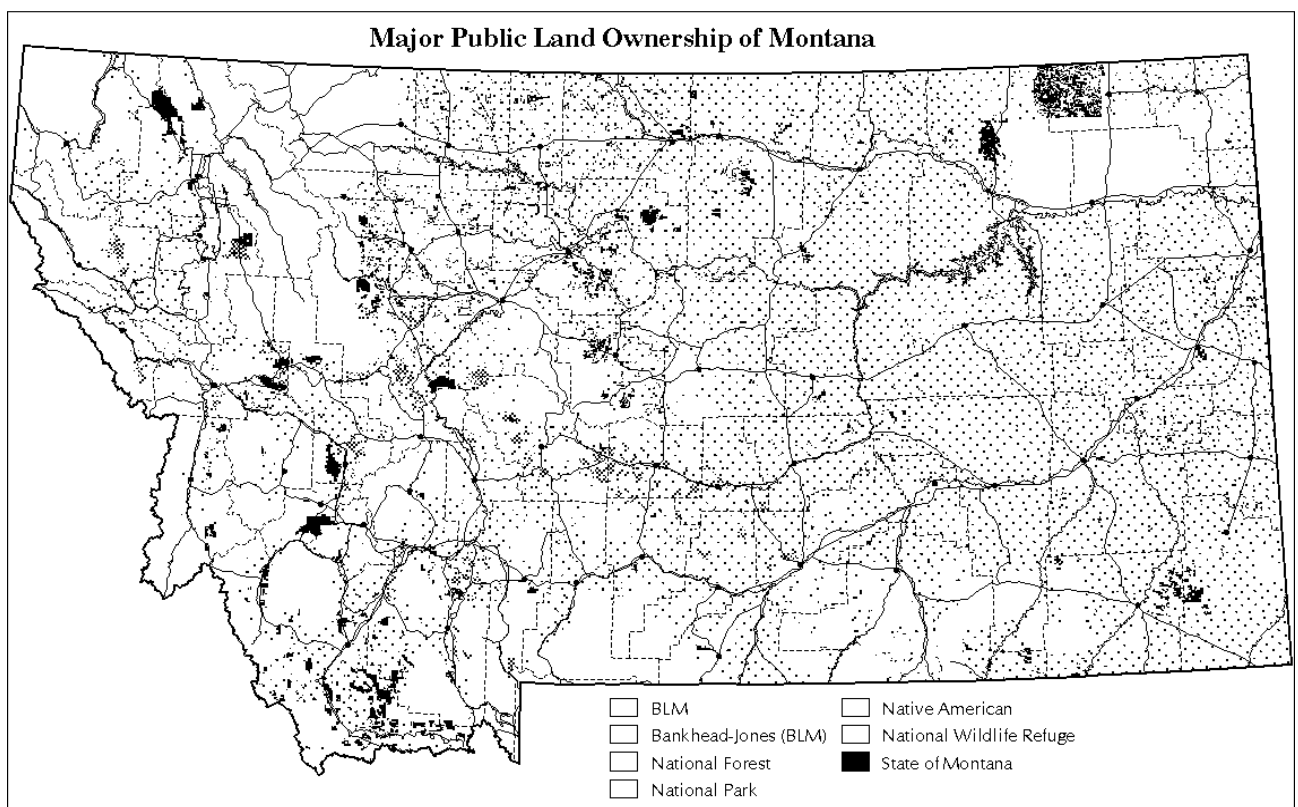 Major Public Land Ownership of Montana
BLM
Bankhead-Jones (BLM)
National Forest
National Park
Native American
National Wildlife Refuge
State of Montana